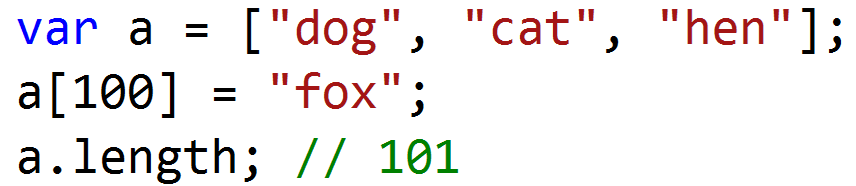 var a = ["dog", "cat", "hen"];
a[100] = "fox";
a.length; // 101